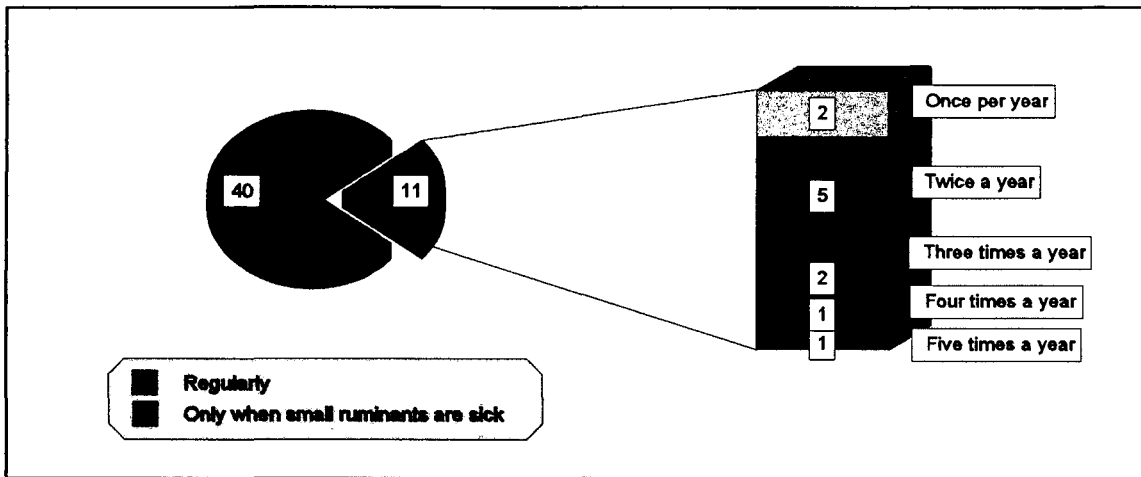 40
11
2
Once per year
5
Twice a year
Three times a year
2
Four times a year
1
Five times a year
1
Regularly
Only when small ruminants are sick